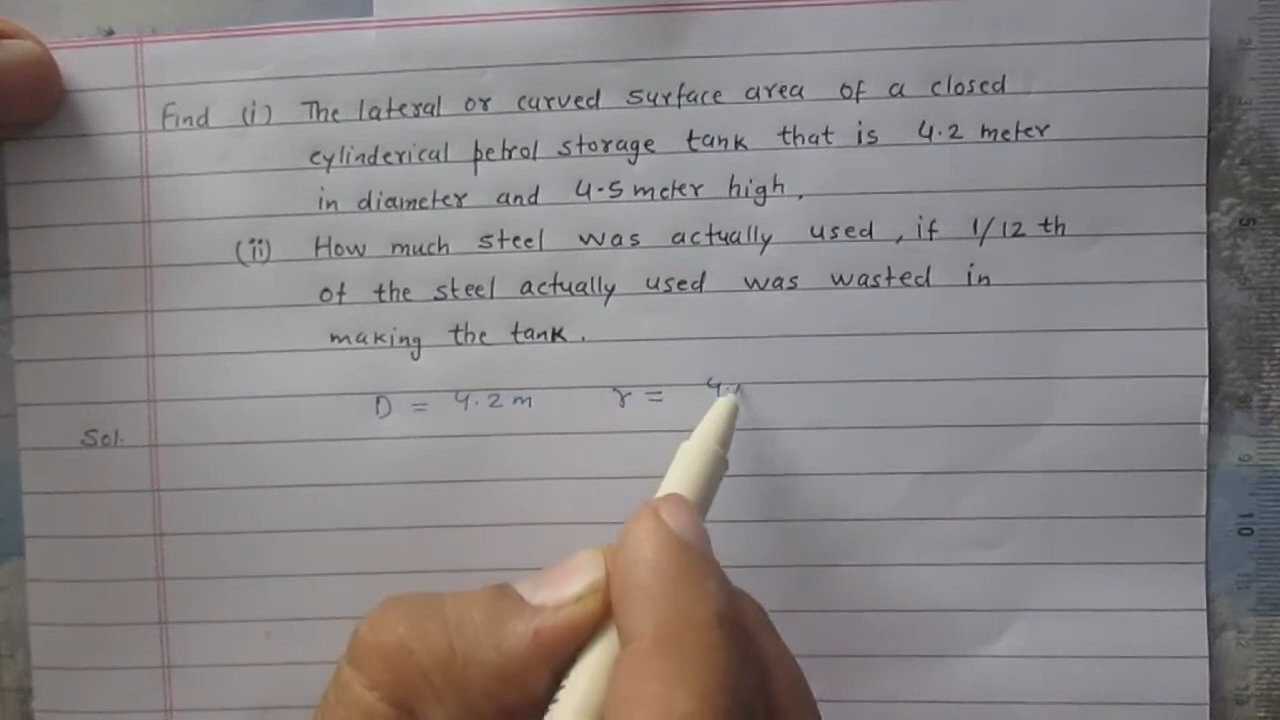 Find (i) The lateral or curved surface area of a closed
cylinderical petrol storage tank that is 4.2 meter
in diameter and 4.5 meter high,
(ii) How much steel was actually used, if 1/12 th
of the steel actually used was wasted in
making the tank.
D = 4.2 m r = 4.
Sol.